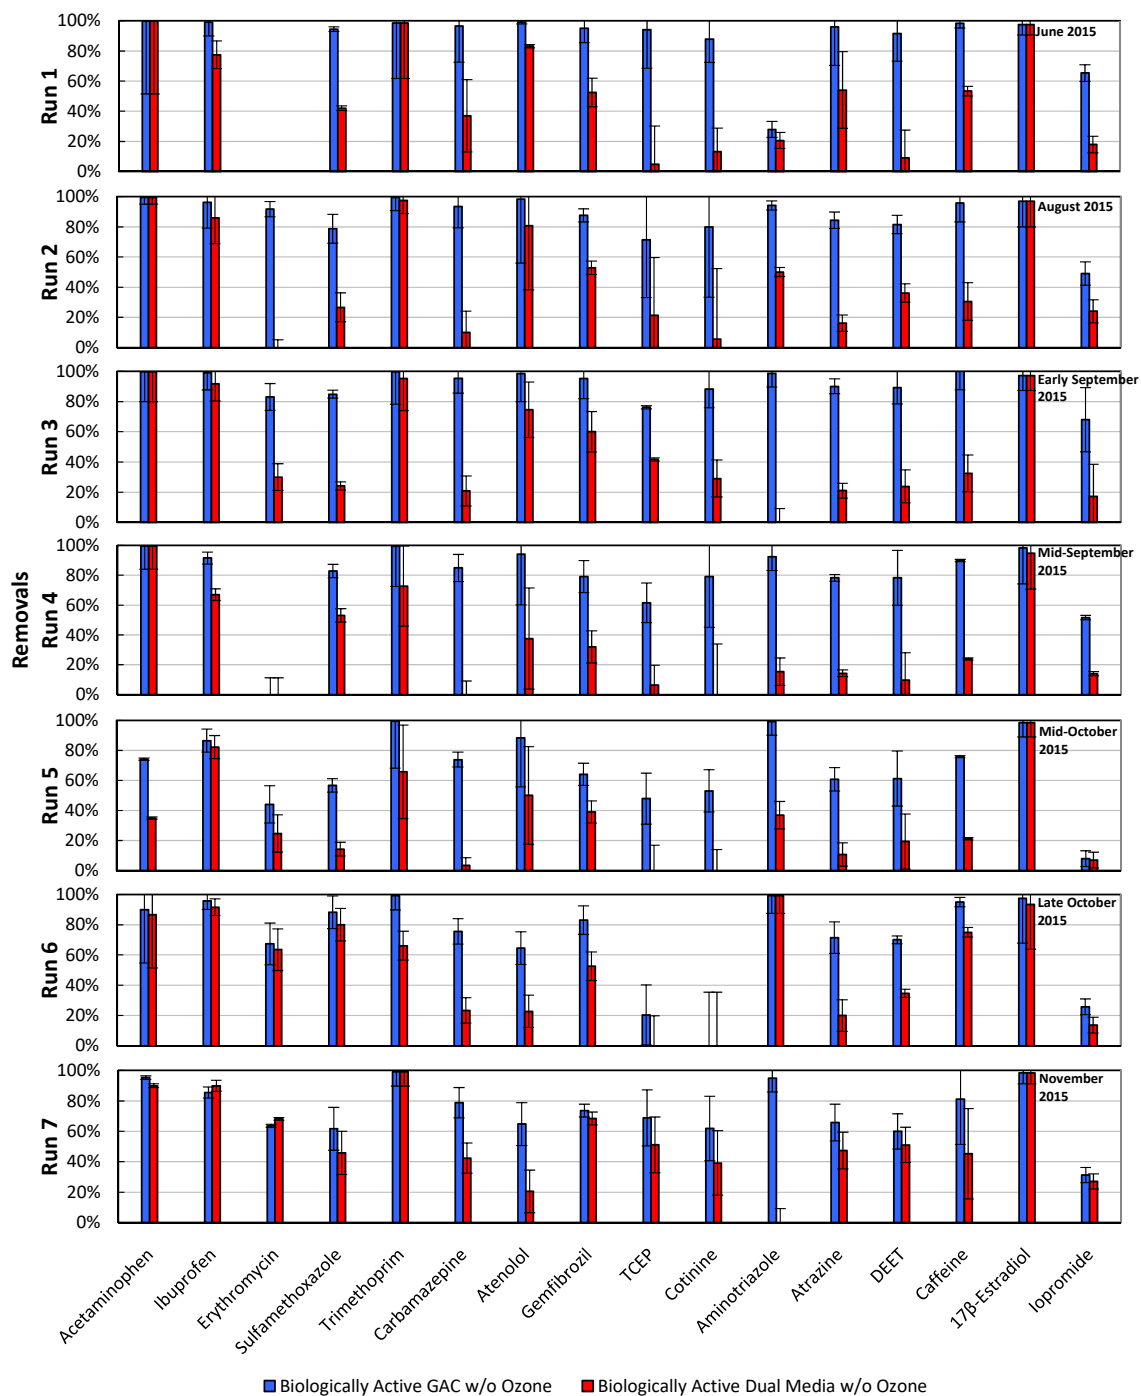 Removals
Run 1
100%
80%
60%
40%
20%
0%
June 2015
Run 2
100%
80%
60%
40%
20%
0%
August 2015
Run 3
100%
80%
60%
40%
20%
0%
Early September
2015
Run 4
100%
80%
60%
40%
20%
0%
Mid-September
2015
Run 5
100%
80%
60%
40%
20%
0%
Mid-October
2015
Run 6
100%
80%
60%
40%
20%
0%
Late October
2015
Run 7
100%
80%
60%
40%
20%
0%
November
2015
Acetaminophen
Ibuprofen
Erythromycin
Sulfamethoxazole
Trimethoprim
Carbamazepine
Atenolol
Gemfibrozil
TCEP
Cotinine
Aminotriazole
Atrazine
DEET
Caffeine
17β-Estradiol
Iopromide
Biologically Active GAC w/o Ozone
Biologically Active Dual Media w/o Ozone